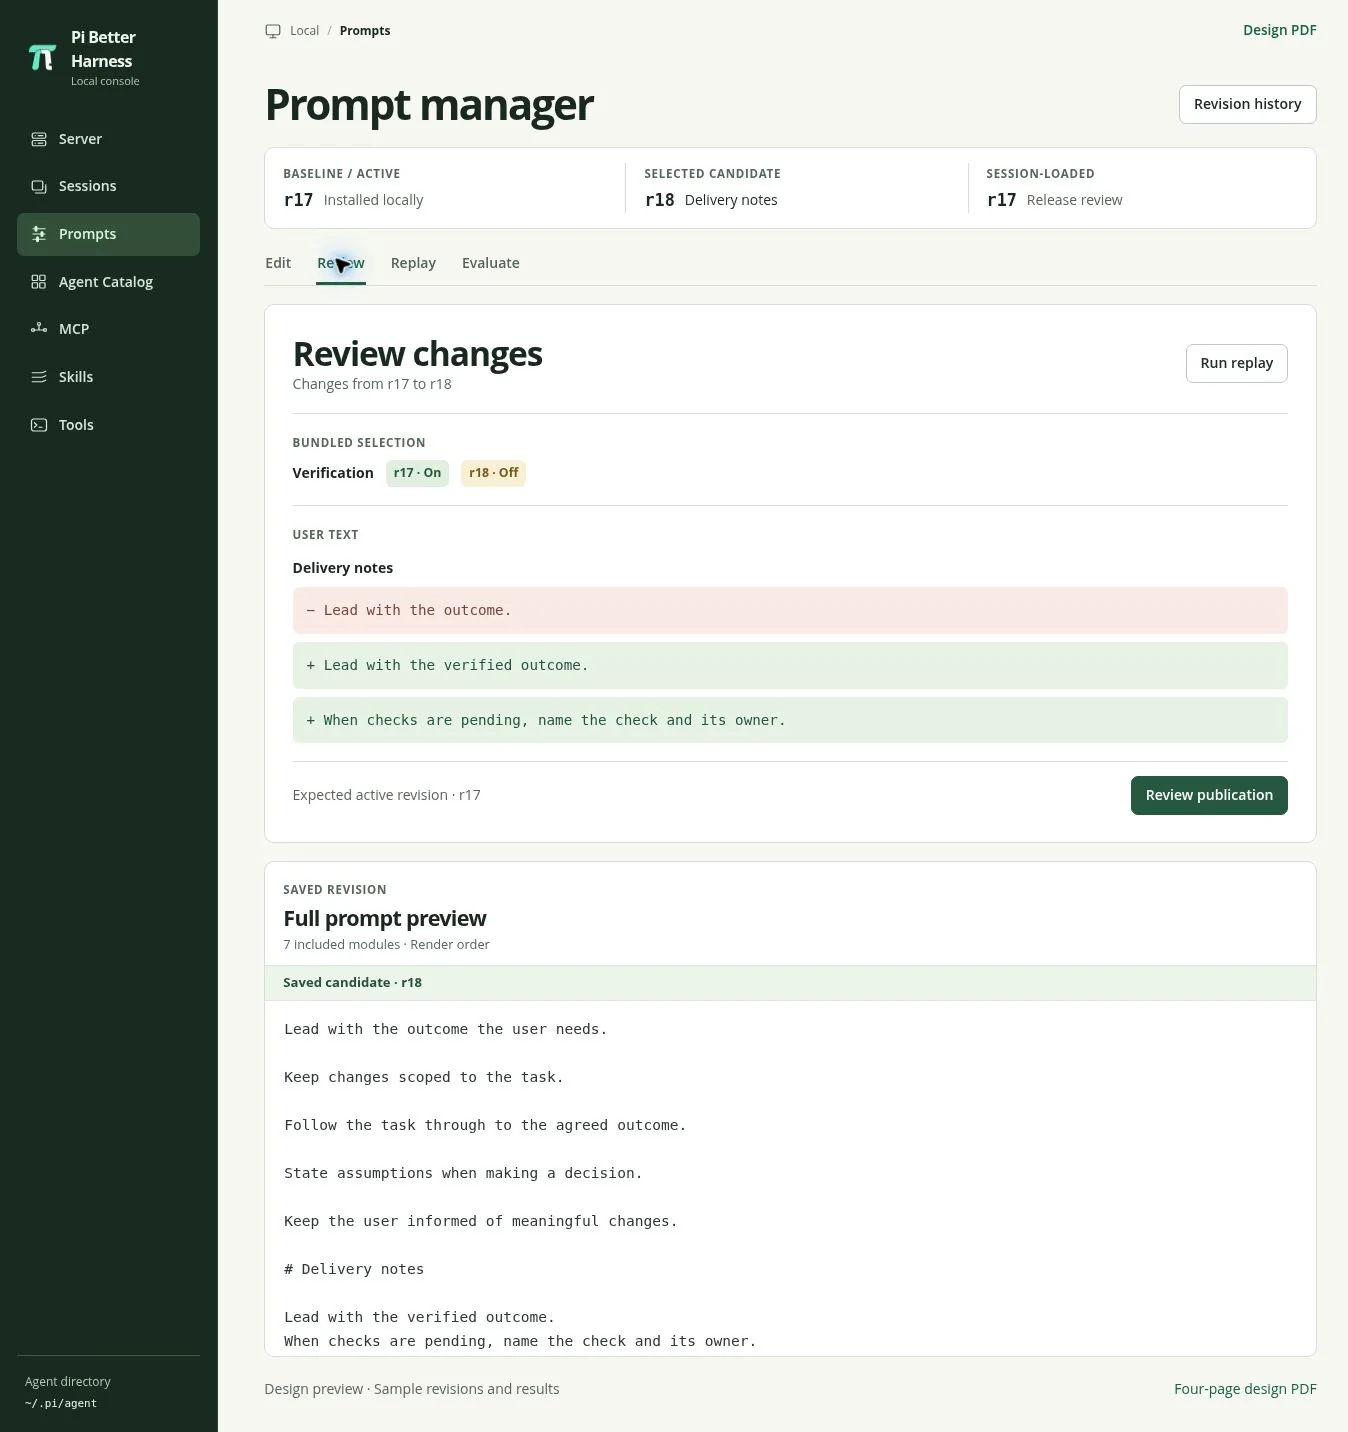 Pi Better
Harness
Local console
Server
Sessions
Prompts
Agent Catalog
MCP
Skills
Tools
Agent directory
~/.pi/agent
Local / Prompts
Design PDF
Prompt manager
Revision history
BASELINE / ACTIVE
r17 Installed locally
SELECTED CANDIDATE
r18 Delivery notes
SESSION-LOADED
r17 Release review
Edit
Review
Replay
Evaluate
Review changes
Changes from r17 to r18
Run replay
BUNDLED SELECTION
Verification r17 · On r18 · Off
USER TEXT
Delivery notes
− Lead with the outcome.
+ Lead with the verified outcome.
+ When checks are pending, name the check and its owner.
Expected active revision · r17
Review publication
SAVED REVISION
Full prompt preview
7 included modules · Render order
Saved candidate · r18
Lead with the outcome the user needs.
Keep changes scoped to the task.
Follow the task through to the agreed outcome.
State assumptions when making a decision.
Keep the user informed of meaningful changes.
# Delivery notes
Lead with the verified outcome.
When checks are pending, name the check and its owner.
Design preview · Sample revisions and results
Four-page design PDF